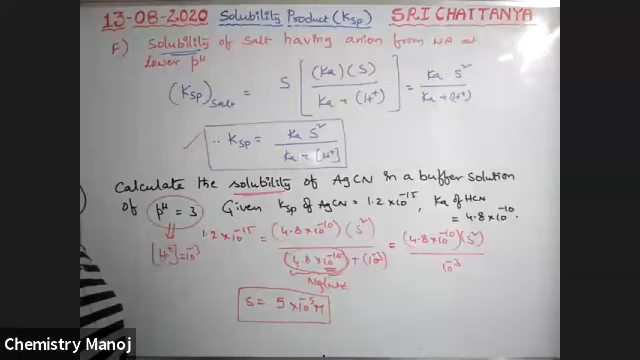 13-08-2020 Solubility Product (Ksp) SRI CHATTANYA
F) Solubility of Salt having anion from WA at
lower pH
(Ksp)Salt = S [ (Ka)(S) / Ka + (H+) ] = Ka S² / Ka + (H+)
∴ Ksp = Ka S² / Ka + [H+]
Calculate the solubility of AgCN in a buffer solution
of pH = 3 Given Ksp of AgCN = 1.2 × 10⁻¹⁵, Ka of HCN
= 4.8 × 10⁻¹⁰.
[H+] = 10⁻³ 1.2 × 10⁻¹⁵ = (4.8 × 10⁻¹⁰)(S²) / (4.8 × 10⁻¹⁰) + (10⁻³) = (4.8 × 10⁻¹⁰)(S²) / 10⁻³
S = 5 × 10⁻⁵ M
Chemistry Manoj